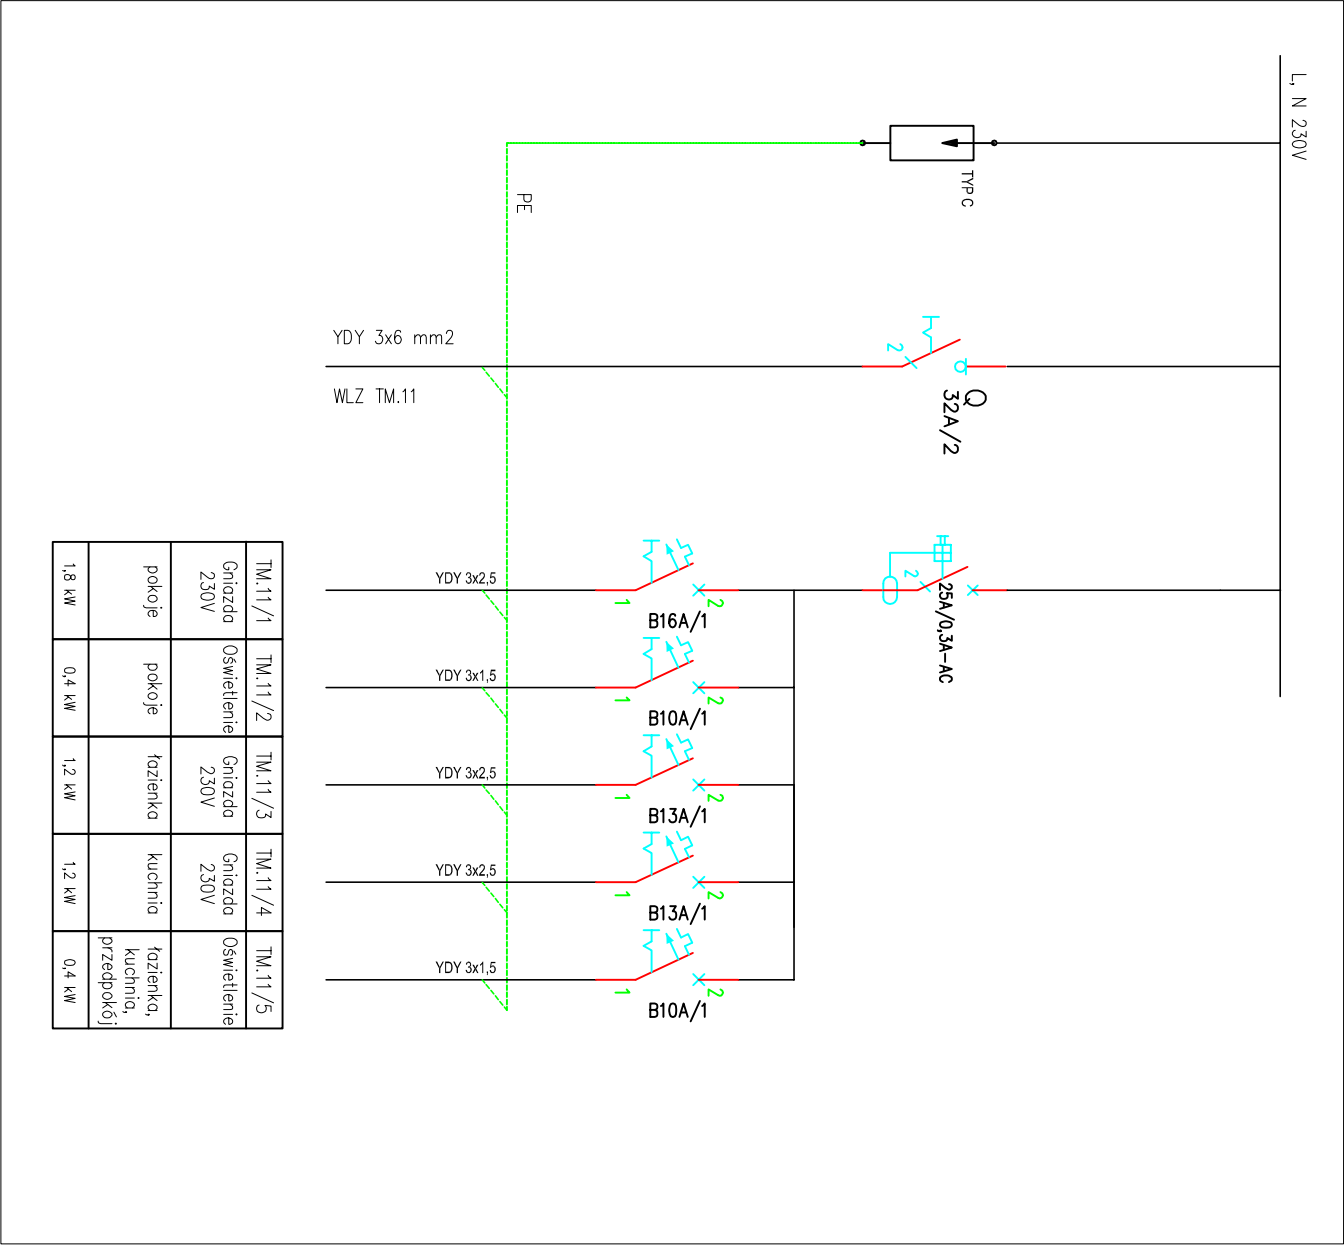 L, N 230V
TYP C
PE
YDY 3x6 mm2
WLZ TM.11
2
Q
32A/2
2
25A/0,3A-AC
YDY 3x2,5
1
2
B16A/1
YDY 3x1,5
1
2
B10A/1
YDY 3x2,5
1
2
B13A/1
YDY 3x2,5
1
2
B13A/1
YDY 3x1,5
1
2
B10A/1
TM.11/1
Gniazda
230V
pokoje
1,8 kW
TM.11/2
Oświetlenie
pokoje
0,4 kW
TM.11/3
Gniazda
230V
łazienka
1,2 kW
TM.11/4
Gniazda
230V
kuchnia
1,2 kW
TM.11/5
Oświetlenie
łazienka,
kuchnia,
przedpokój
0,4 kW